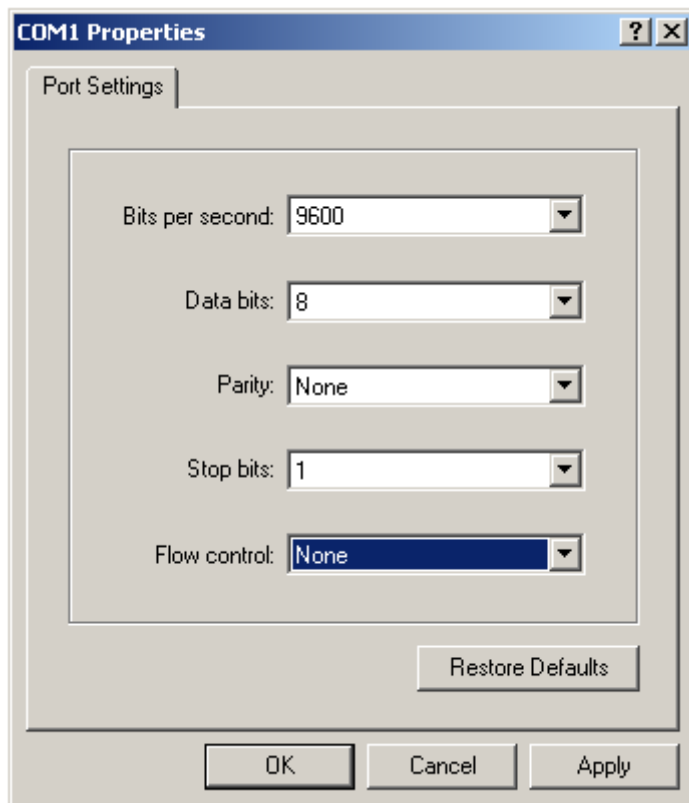 COM1 Properties
Port Settings
Bits per second: 9600
Data bits: 8
Parity: None
Stop bits: 1
Flow control: None
Restore Defaults
OK Cancel Apply